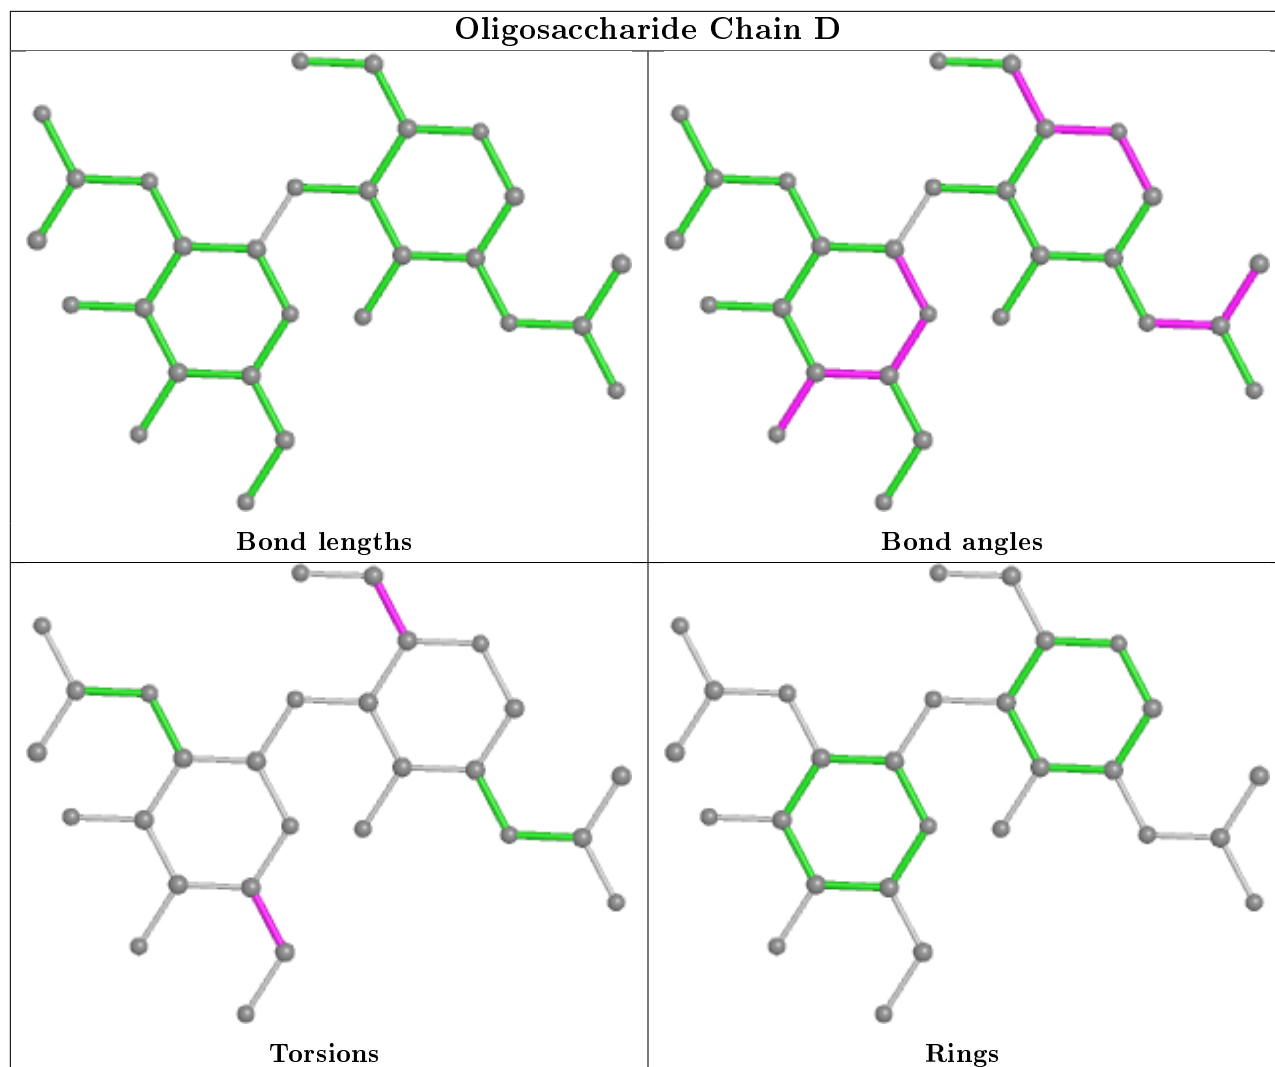 Oligosaccharide Chain D
Bond lengths
Bond angles
Torsions
Rings